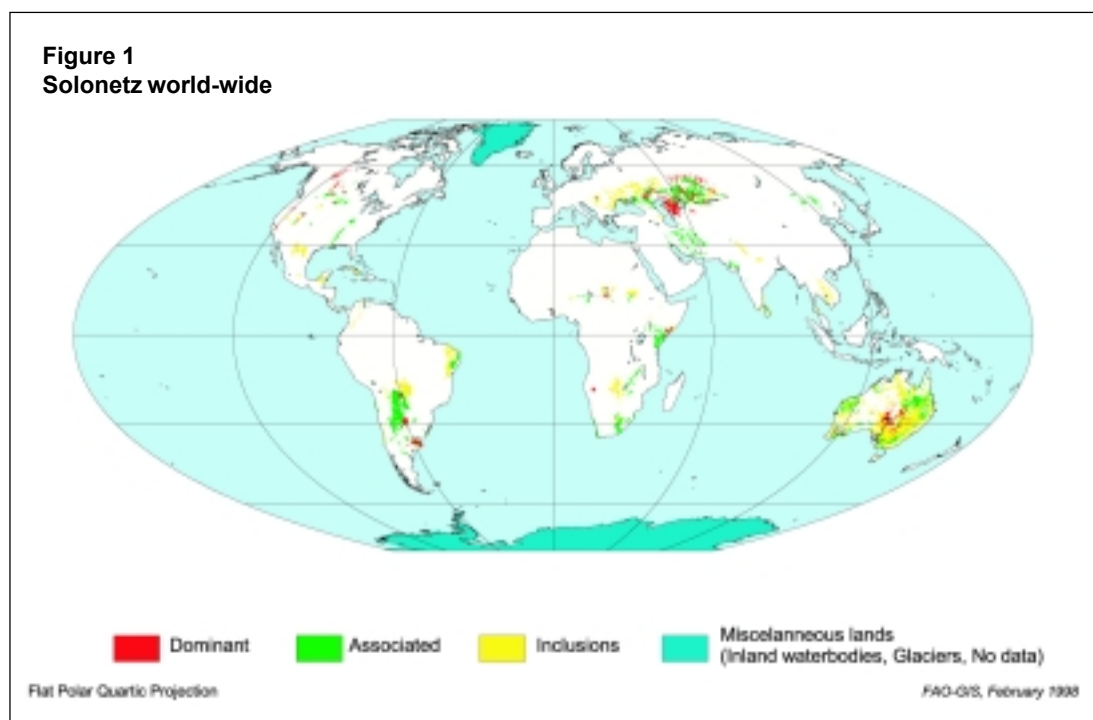 Figure 1
Solonetz world-wide
Dominant
Associated
Inclusions
Miscelanneous lands
(Inland waterbodies, Glaciers, No data)
Flat Polar Quartic Projection
FAO-GIS, February 1998